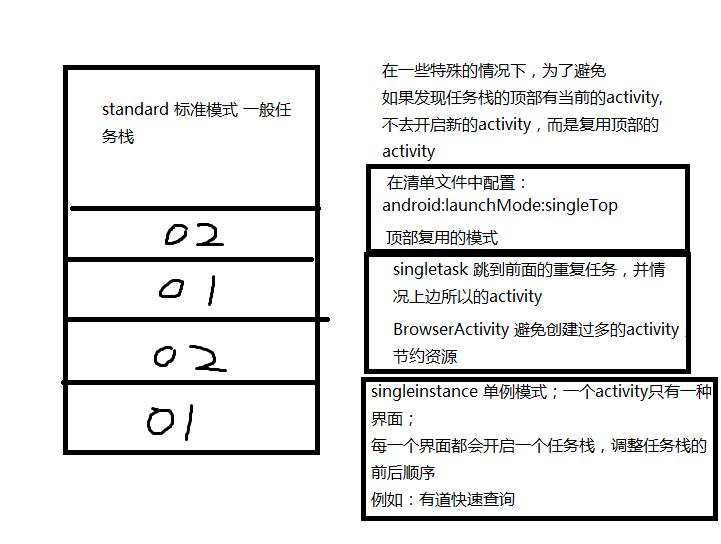 standard 标准模式 一般任
务栈
02
01
02
01
在一些特殊的情况下，为了避免
如果发现任务栈的顶部有当前的activity,
不去开启新的activity，而是复用顶部的
activity
在清单文件中配置：
android:launchMode:singleTop
顶部复用的模式
singletask 跳到前面的重复任务，并情
况上边所以的activity
BrowserActivity 避免创建过多的activity，
节约资源
singleinstance 单例模式；一个activity只有一种
界面；
每一个界面都会开启一个任务栈，调整任务栈的
前后顺序
例如：有道快速查询